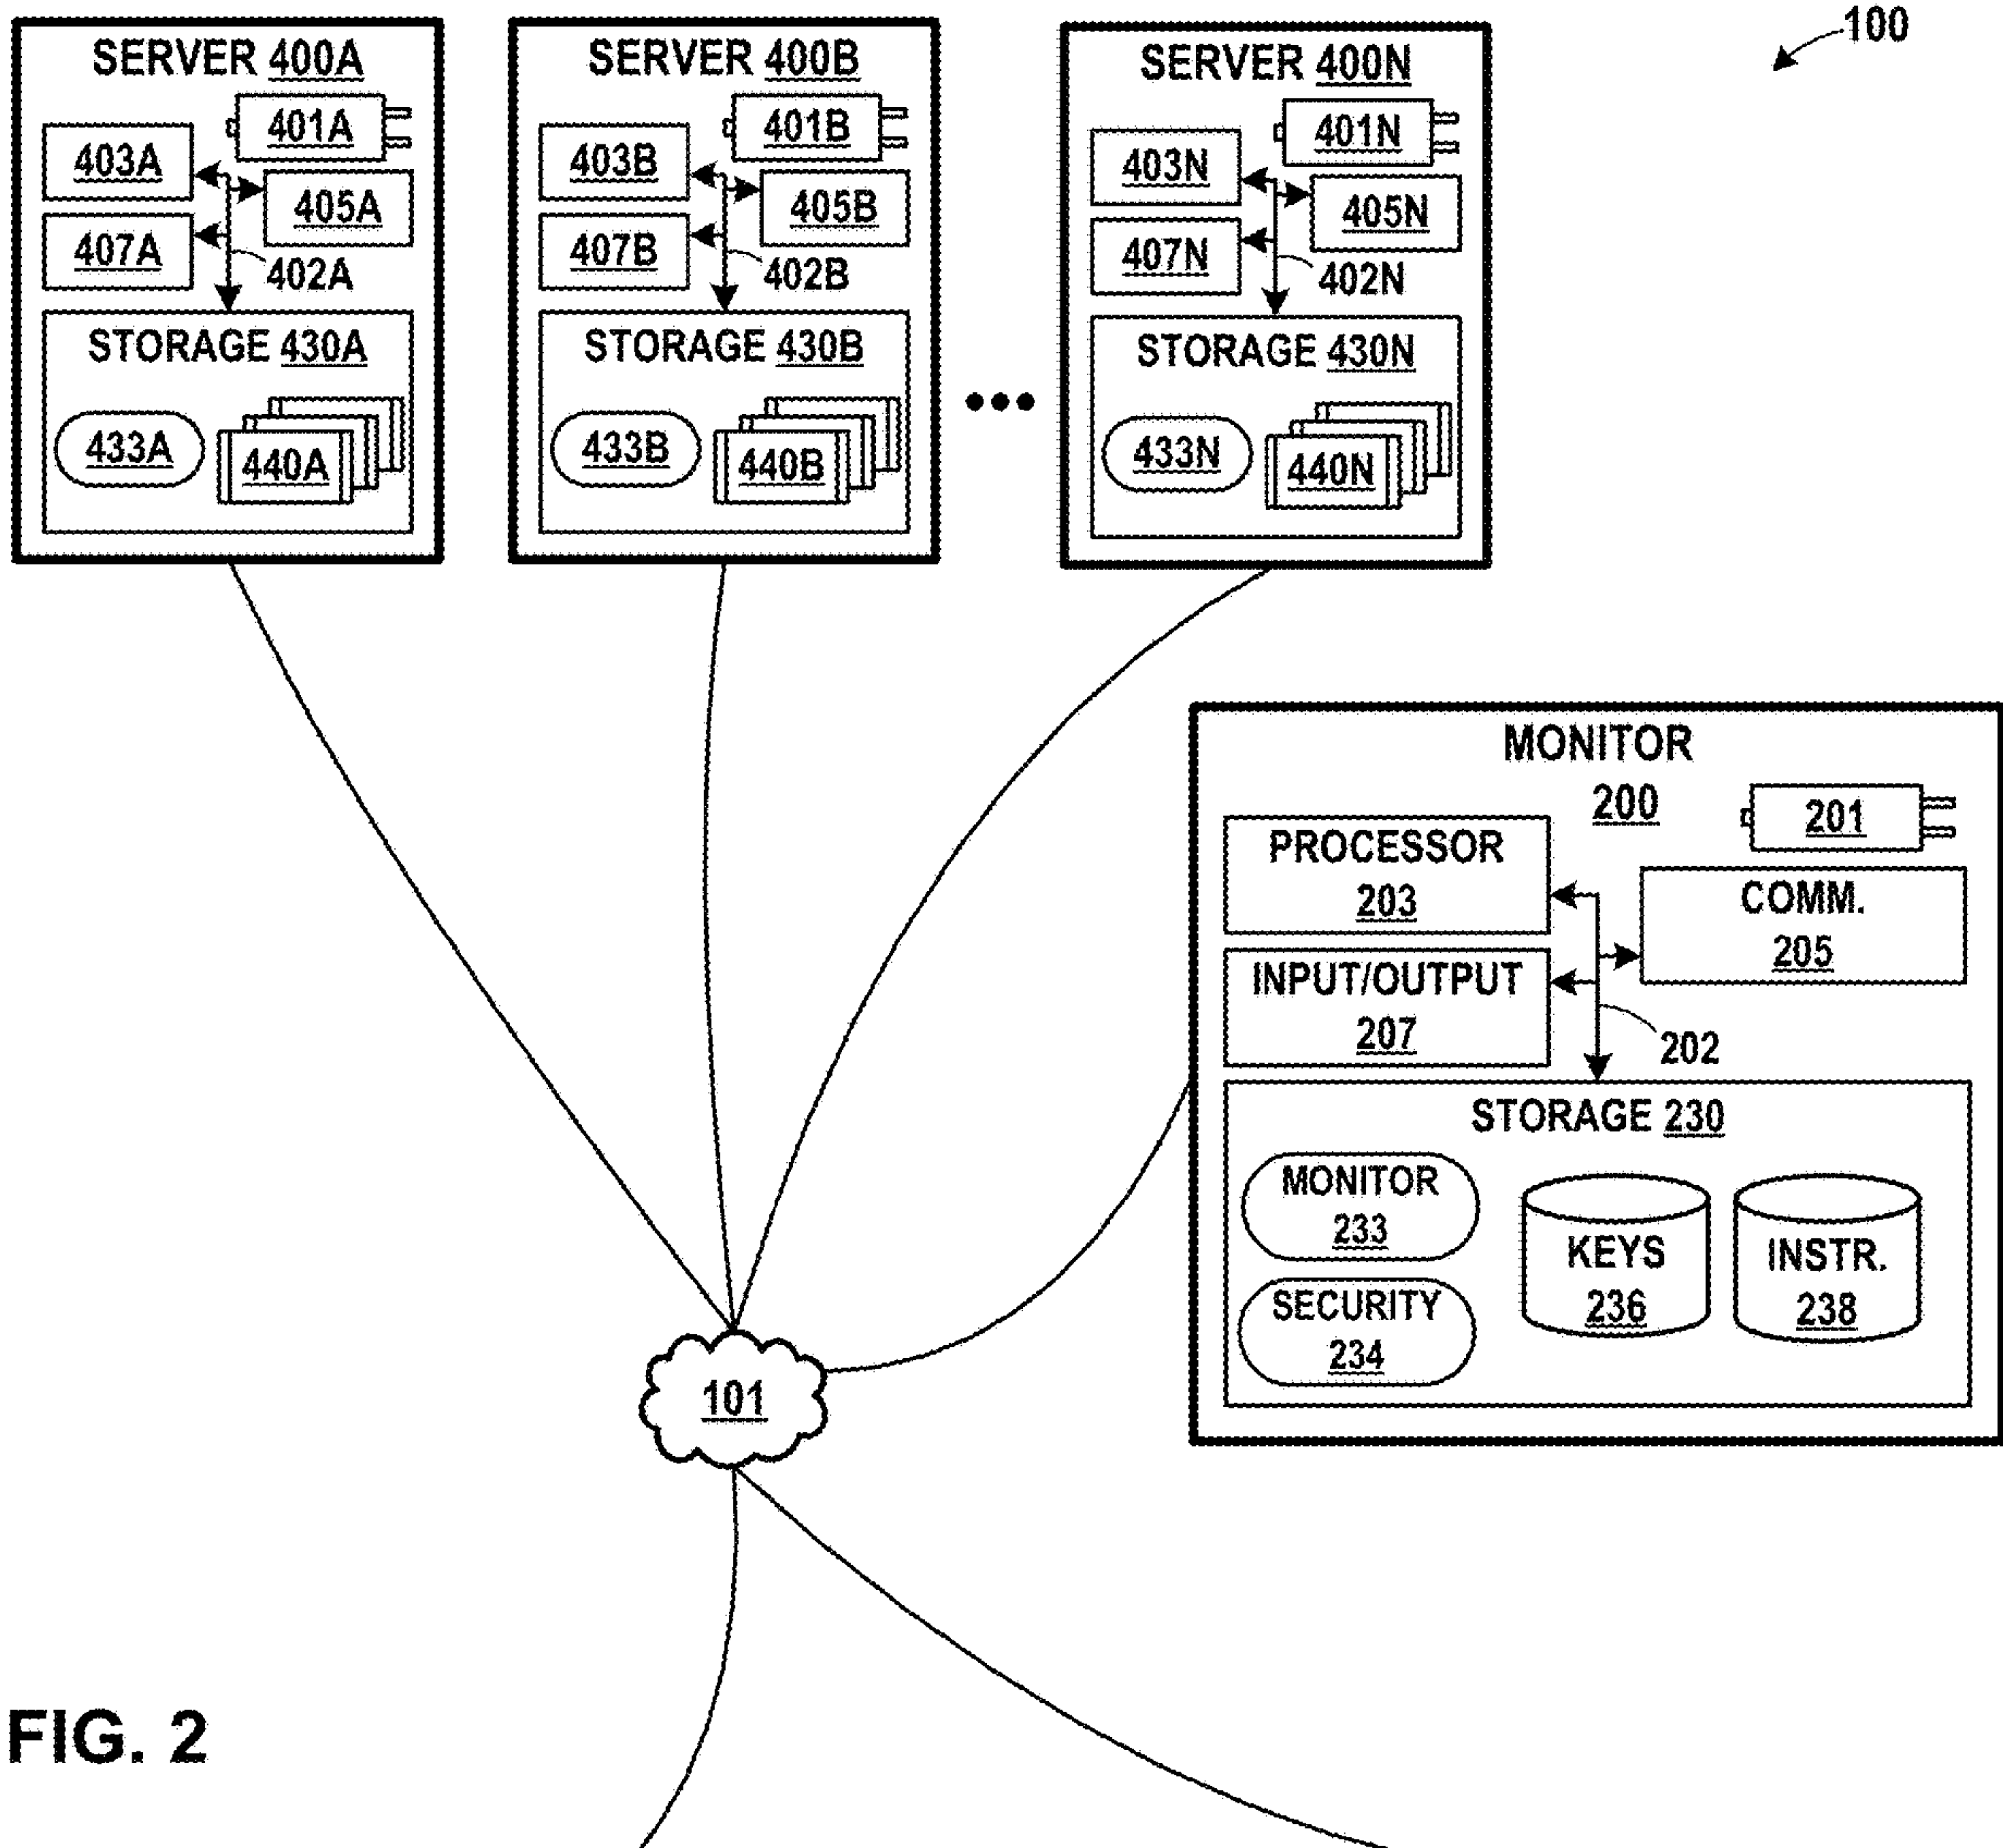 100
SERVER 400A
401A
403A
405A
407A
402A
STORAGE 430A
433A
440A
SERVER 400B
401B
403B
405B
407B
402B
STORAGE 430B
433B
440B
SERVER 400N
401N
403N
405N
407N
402N
STORAGE 430N
433N
440N
MONITOR
200
201
PROCESSOR
203
COMM.
205
INPUT/OUTPUT
207
202
STORAGE 230
MONITOR
233
SECURITY
234
KEYS
236
INSTR.
238
101
FIG. 2